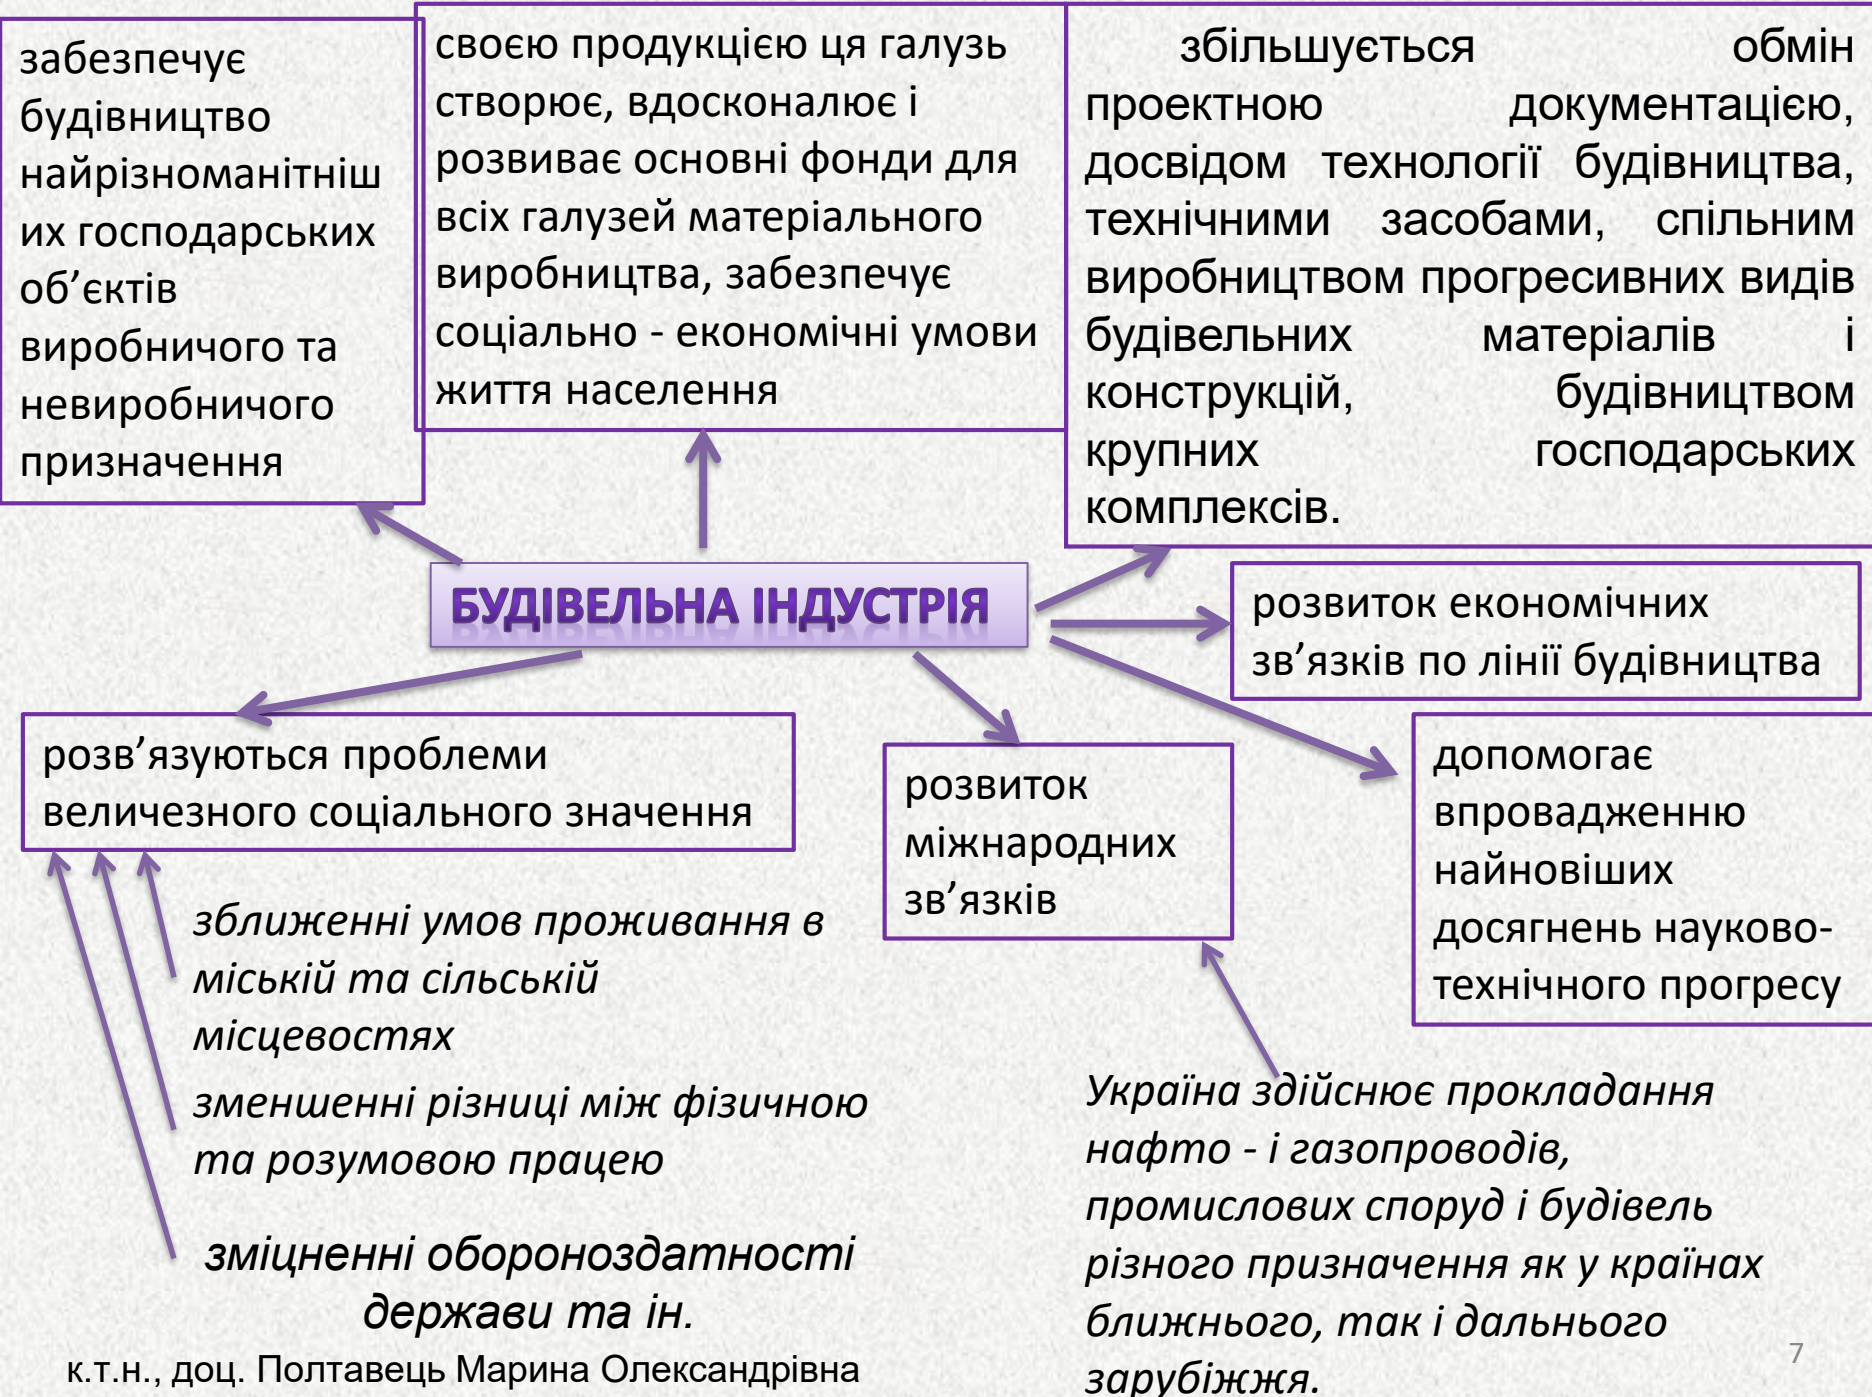 забезпечує
будівництво
найрізноманітніш
их господарських
об’єктів
виробничого та
невиробничого
призначення
своєю продукцією ця галузь
створює, вдосконалює і
розвиває основні фонди для
всіх галузей матеріального
виробництва, забезпечує
соціально - економічні умови
життя населення
збільшується обмін
проектною документацією,
досвідом технології будівництва,
технічними засобами, спільним
виробництвом прогресивних видів
будівельних матеріалів і
конструкцій, будівництвом
крупних господарських
комплексів.
БУДІВЕЛЬНА ІНДУСТРІЯ
розвиток економічних
зв’язків по лінії будівництва
розв’язуються проблеми
величезного соціального значення
розвиток
міжнародних
зв’язків
допомогає
впровадженню
найновіших
досягнень науково-
технічного прогресу
зближенні умов проживання в
міській та сільській
місцевостях
зменшенні різниці між фізичною
та розумовою працею
зміцненні обороноздатності
держави та ін.
Україна здійснює прокладання
нафто - і газопроводів,
промислових споруд і будівель
різного призначення як у країнах
ближнього, так і дальнього
зарубіжжя.
к.т.н., доц. Полтавець Марина Олександрівна
7